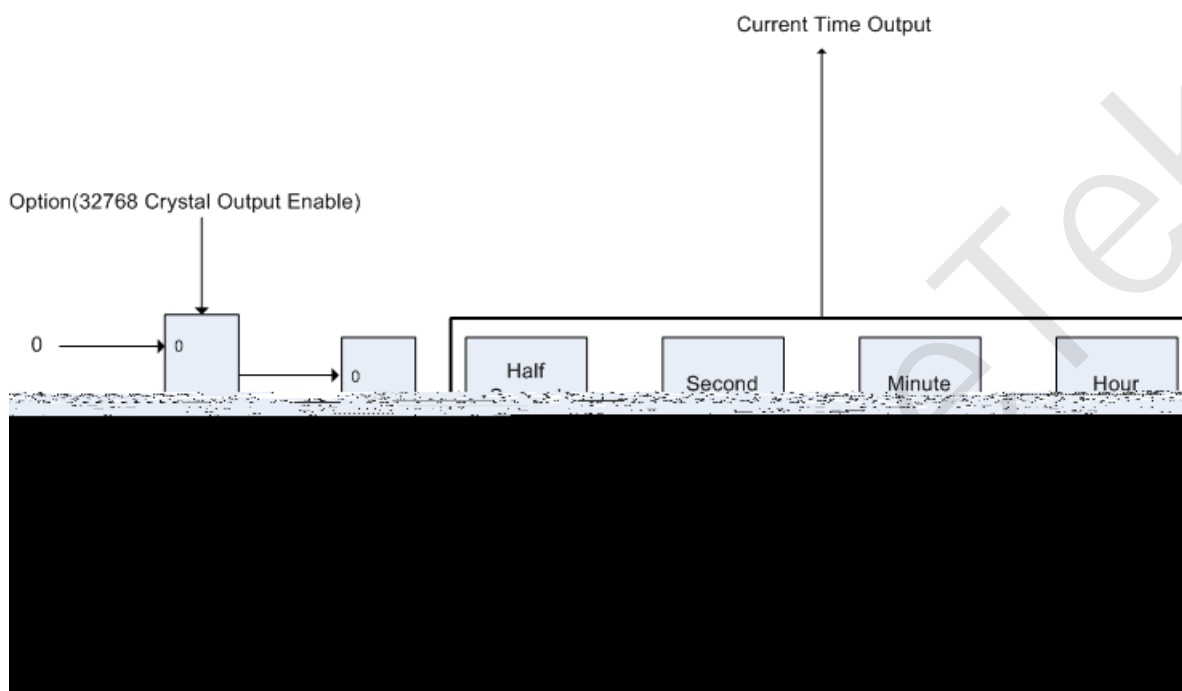 Current Time Output
Option(32768 Crystal Output Enable)
0
0
0
Half
Second
Minute
Hour